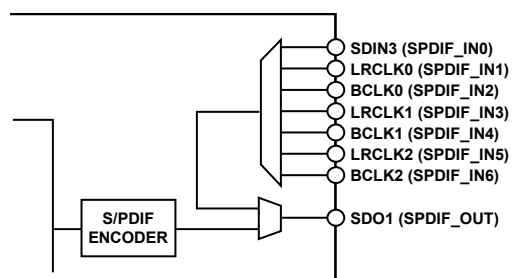 SDIN3 (SPDIF_IN0)
LRCLK0 (SPDIF_IN1)
BCLK0 (SPDIF_IN2)
LRCLK1 (SPDIF_IN3)
BCLK1 (SPDIF_IN4)
LRCLK2 (SPDIF_IN5)
BCLK2 (SPDIF_IN6)
S/PDIF
ENCODER
SDO1 (SPDIF_OUT)